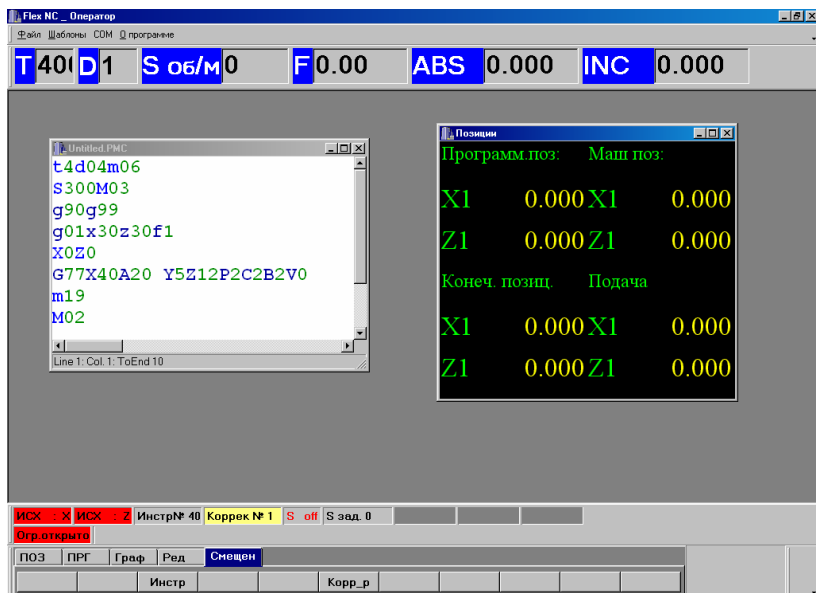 Flex NC _ Оператор
Файл Шаблоны COM О программе
T 40 D 1 S об/м 0 F 0.00 ABS 0.000 INC 0.000
Untitled.PMC
t4d04m06
S300M03
g90g99
g01x30z30f1
X0Z0
G77X40A20 Y5Z12P2C2B2V0
m19
M02
Line 1: Col. 1: ToEnd 10
Позиции
Программ.поз: Маш поз:
X1 0.000 X1 0.000
Z1 0.000 Z1 0.000
Конеч. позиц. Подача
X1 0.000 X1 0.000
Z1 0.000 Z1 0.000
ИСХ : X ИСХ : Z Инстр№ 40 Коррек № 1 S off S зад. 0
Огр.открыто
ПОЗ ПРГ Граф Ред Смещен
Инстр Корр_р